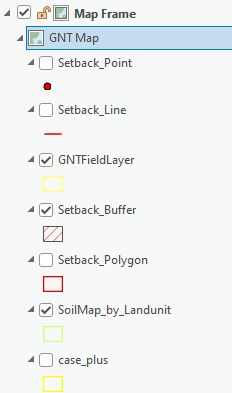 Map Frame
GNT Map
Setback_Point
Setback_Line
GNTFieldLayer
Setback_Buffer
Setback_Polygon
SoilMap_by_Landunit
case_plus